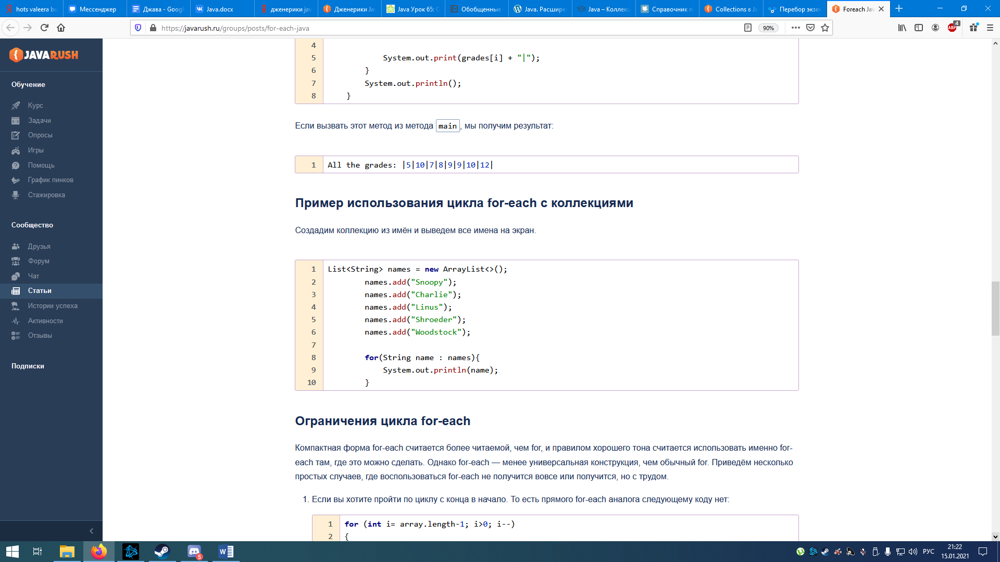 hots valeera bu
Мессенджер
Джава - Googl
Java.docx
дженерики jav
Дженерики Ja
Java Урок 65: C
Обобщенные
Java. Расшире
Java – Коллек
Справочник п
Collections в Ja
Перебор экзе
Foreach Jav
https://javarush.ru/groups/posts/for-each-java
90%
ABP
4
JAVARUSH
Обучение
Курс
Задачи
Опросы
Игры
Помощь
График пинков
Стажировка
Сообщество
Друзья
Форум
Чат
Статьи
Истории успеха
Активности
Отзывы
Подписки
4
5 System.out.print(grades[i] + "|");
6 }
7 System.out.println();
8 }
Если вызвать этот метод из метода main, мы получим результат:
1 All the grades: |5|10|7|8|9|9|10|12|
Пример использования цикла for-each с коллекциями
Создадим коллекцию из имён и выведем все имена на экран.
1 List<String> names = new ArrayList<>();
2 names.add("Snoopy");
3 names.add("Charlie");
4 names.add("Linus");
5 names.add("Shroeder");
6 names.add("Woodstock");
7
8 for(String name : names){
9 System.out.println(name);
10 }
Ограничения цикла for-each
Компактная форма for-each считается более читаемой, чем for, и правилом хорошего тона считается использовать именно for-
each там, где это можно сделать. Однако for-each — менее универсальная конструкция, чем обычный for. Приведём несколько
простых случаев, где воспользоваться for-each не получится вовсе или получится, но с трудом.
1. Если вы хотите пройти по циклу с конца в начало. То есть прямого for-each аналога следующему коду нет:
1 for (int i= array.length-1; i>0; i--)
2 {
5
РУС
21:22
15.01.2021